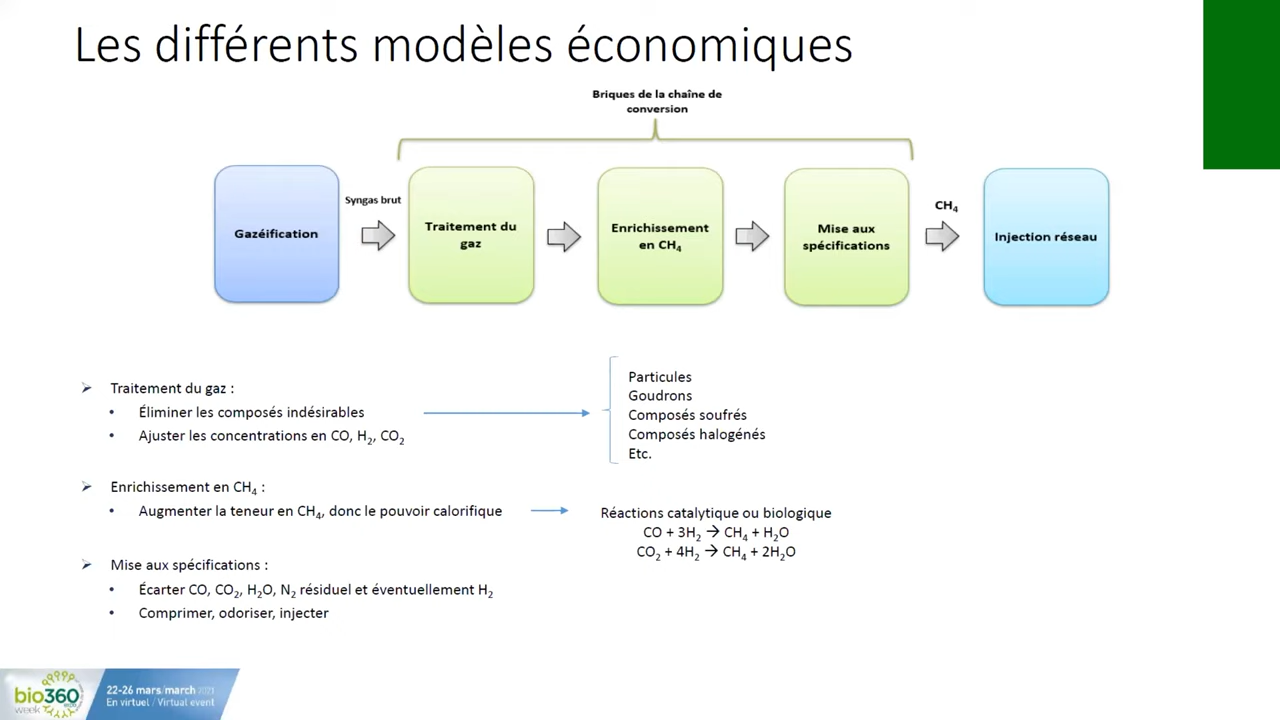 Les différents modèles économiques
Briques de la chaîne de
conversion
Gazéification
Syngas brut
Traitement du
gaz
Enrichissement
en CH₄
Mise aux
spécifications
CH₄
Injection réseau
➢ Traitement du gaz :
• Éliminer les composés indésirables
• Ajuster les concentrations en CO, H₂, CO₂
Particules
Goudrons
Composés soufrés
Composés halogénés
Etc.
➢ Enrichissement en CH₄ :
• Augmenter la teneur en CH₄, donc le pouvoir calorifique
Réactions catalytique ou biologique
CO + 3H₂ → CH₄ + H₂O
CO₂ + 4H₂ → CH₄ + 2H₂O
➢ Mise aux spécifications :
• Écarter CO, CO₂, H₂O, N₂ résiduel et éventuellement H₂
• Comprimer, odoriser, injecter
bio360
week
22-26 mars/march 2021
En virtuel / Virtual event